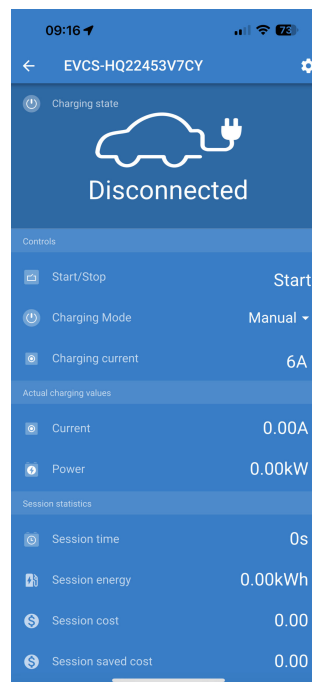 09:16
73
EVCS-HQ22453V7CY
Charging state
Disconnected
Controls
Start/Stop
Start
Charging Mode
Manual
Charging current
6A
Actual charging values
Current
0.00A
Power
0.00kW
Session statistics
Session time
0s
Session energy
0.00kWh
Session cost
0.00
Session saved cost
0.00